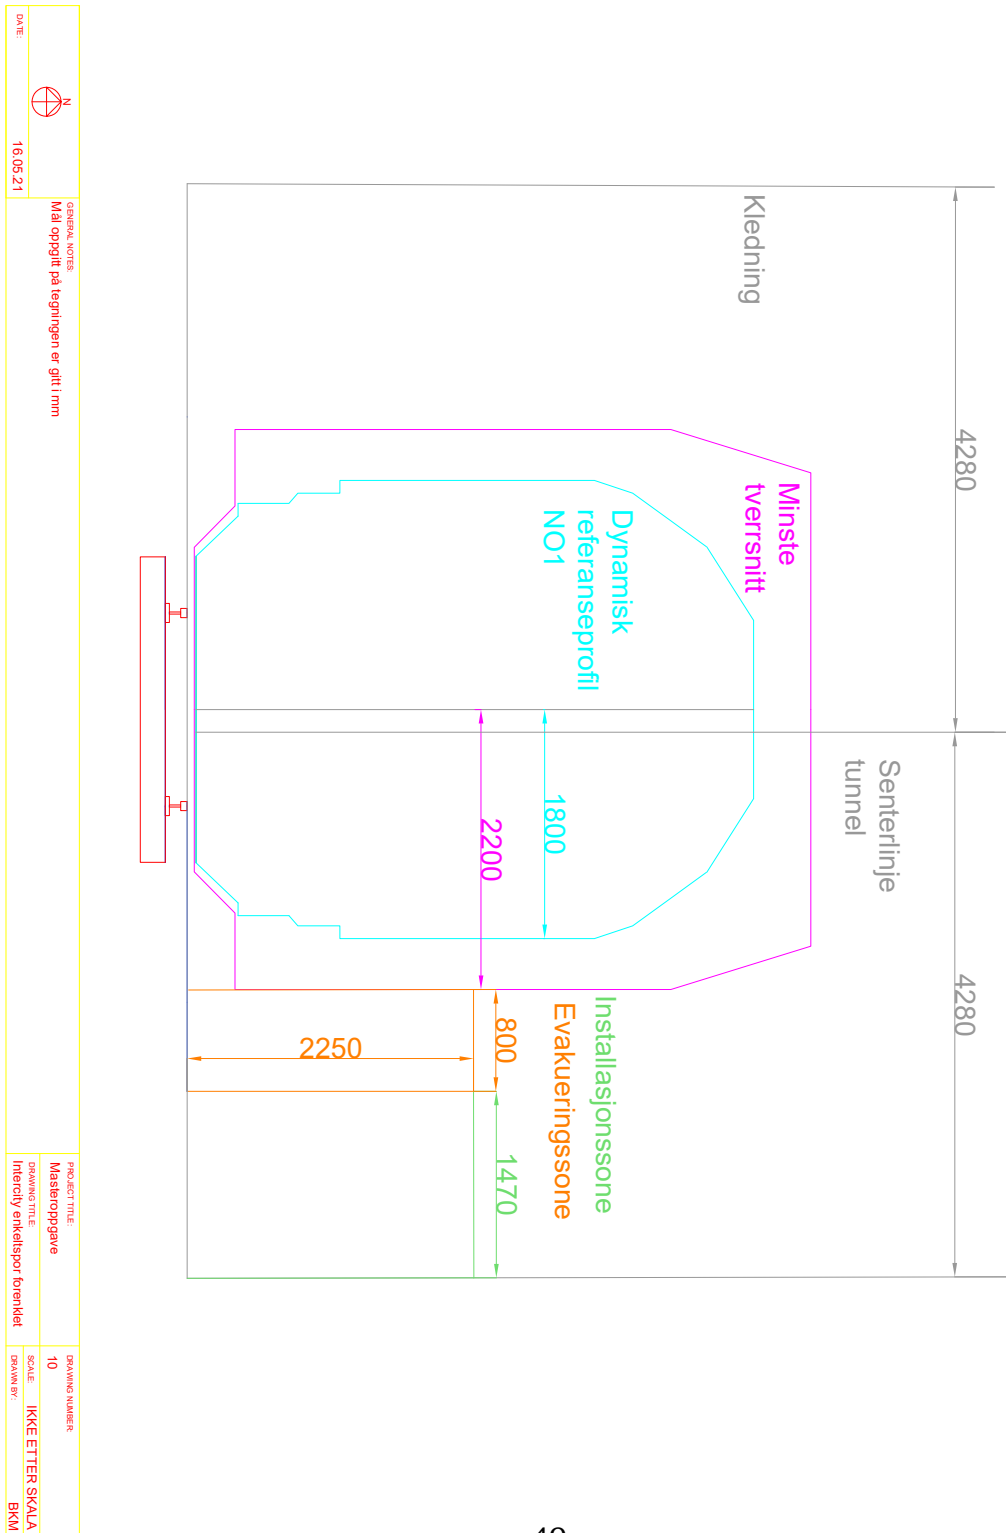 Kledning
4280
Minste
tverrsnitt
Dynamisk
referanseprofil
NO1
Senterlinje
tunnel
1800
2200
4280
Installasjonssone
Evakueringssone
800
2250
1470
N
DATE:
16.05.21
GENERAL NOTES:
Mål oppgitt på tegningen er gitt i mm
PROJECT TITLE:
Masteroppgave
DRAWING TITLE:
Intercity enkeltspor forenklet
DRAWING NUMBER:
10
SCALE:
IKKE ETTER SKALA
DRAWN BY:
BKM